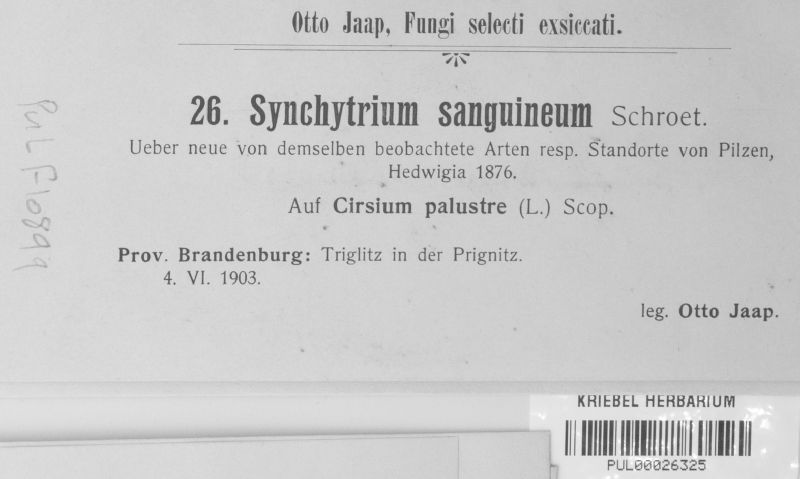 Otto Jaap, Fungi selecti exsiccati.
26. Synchytrium sanguineum Schroet.
Ueber neue von demselben beobachtete Arten resp. Standorte von Pilzen,
Hedwigia 1876.
Auf Cirsium palustre (L.) Scop.
Prov. Brandenburg: Triglitz in der Prignitz.
4. VI. 1903.
leg. Otto Jaap.
PUL F10899
KRIEBEL HERBARIUM
PUL00026325